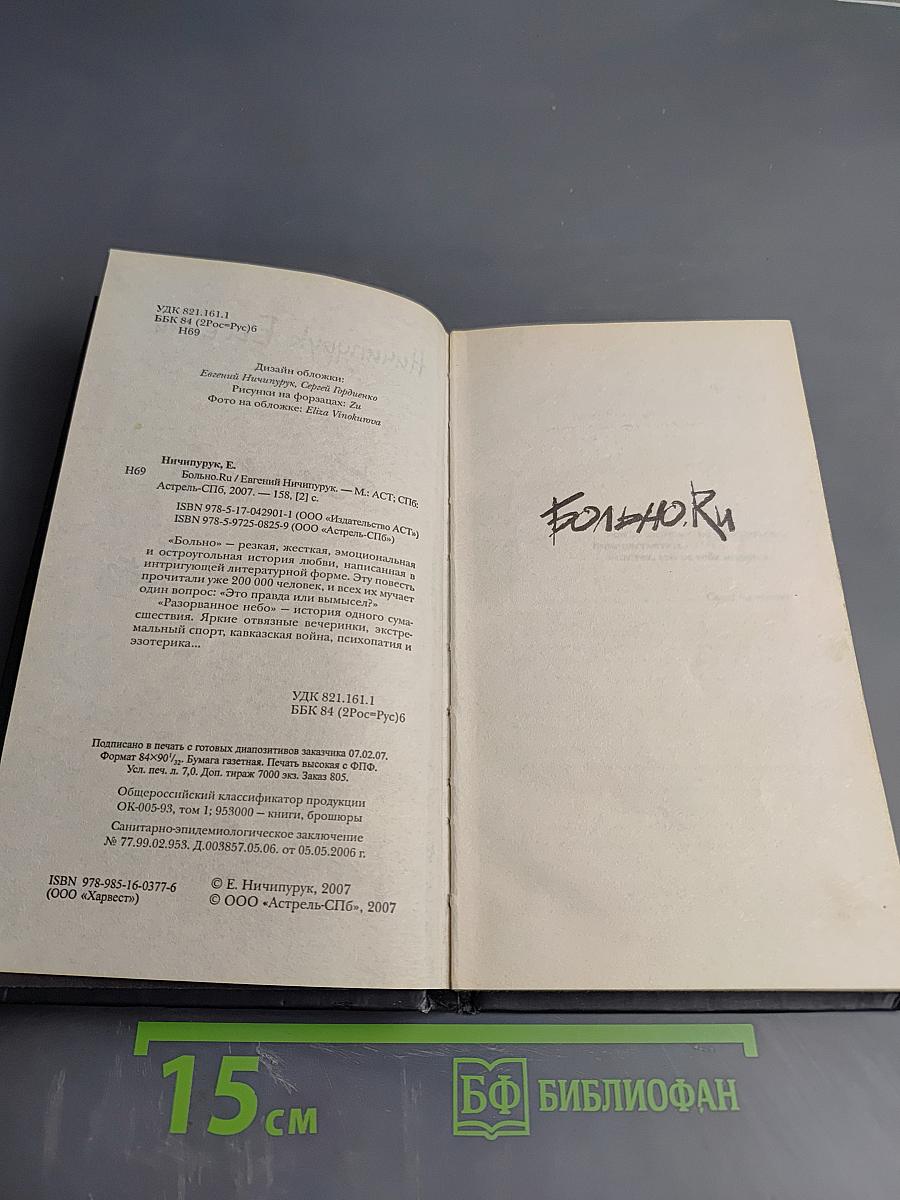 УДК 821.161.1
ББК 84 (2Рос=Рус)6
Н69
Дизайн обложки:
Евгений Ничипурук, Сергей Гордиенко
Рисунки на форзацах: Zu
Фото на обложке: Eliza Vinokurova
Ничипурук, Е.
Н69
Больно.Ru / Евгений Ничипурук. — М.: АСТ; СПб:
Астрель-СПб, 2007. — 158, [2] с.
ISBN 978-5-17-042901-1 (ООО «Издательство АСТ»)
ISBN 978-5-9725-0825-9 (ООО «Астрель-СПб»)
«Больно» — резкая, жесткая, эмоциональная
и остроугольная история любви, написанная в
интригующей литературной форме. Эту повесть
прочитали уже 200 000 человек, и всех их мучает
один вопрос: «Это правда или вымысел?»
«Разорванное небо» — история одного сума-
сшествия. Яркие отвязные вечеринки, экстре-
мальный спорт, кавказская война, психопатия и
эзотерика...
УДК 821.161.1
ББК 84 (2Рос=Рус)6
Подписано в печать с готовых диапозитивов заказчика 07.02.07.
Формат 84×90 1/32. Бумага газетная. Печать высокая с ФПФ.
Усл. печ. л. 7,0. Доп. тираж 7000 экз. Заказ 805.
Общероссийский классификатор продукции
ОК-005-93, том 1; 953000 — книги, брошюры
Санитарно-эпидемиологическое заключение
№ 77.99.02.953. Д.003857.05.06. от 05.05.2006 г.
ISBN 978-985-16-0377-6
(ООО «Харвест»)
© Е. Ничипурук, 2007
© ООО «Астрель-СПб», 2007
Больно.Ru
15 см
БФ БИБЛИОФАН